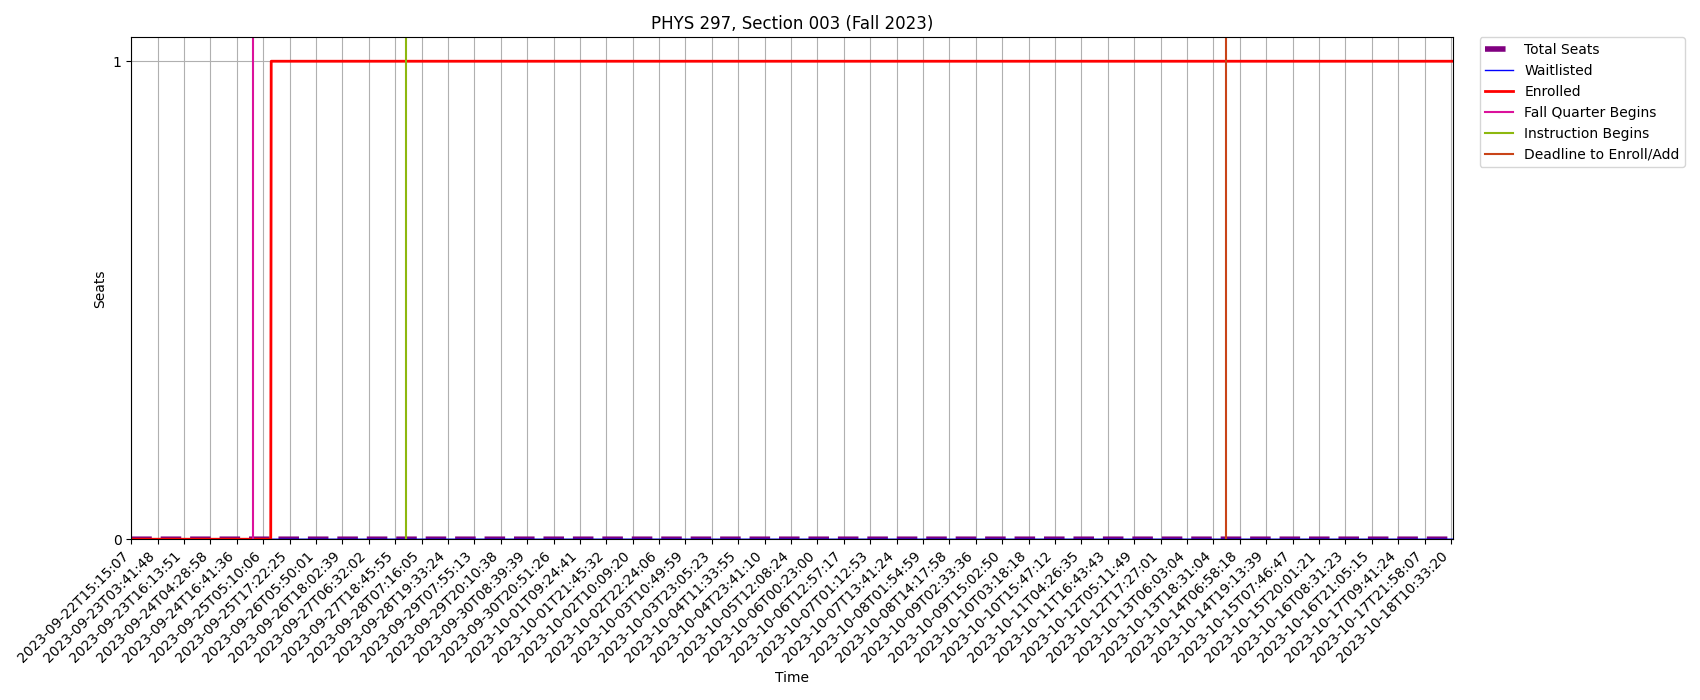 PHYS 297, Section 003 (Fall 2023)
Total Seats
Waitlisted
Enrolled
Fall Quarter Begins
Instruction Begins
Deadline to Enroll/Add
Seats
1
0
2023-09-22T15:15:07
2023-09-23T03:41:48
2023-09-23T16:13:51
2023-09-24T04:28:58
2023-09-24T16:41:36
2023-09-25T05:10:06
2023-09-25T17:22:25
2023-09-26T05:50:01
2023-09-26T18:02:39
2023-09-27T06:32:02
2023-09-27T18:45:55
2023-09-28T07:16:05
2023-09-28T19:33:24
2023-09-29T07:55:13
2023-09-29T20:10:38
2023-09-30T08:39:39
2023-09-30T20:51:26
2023-10-01T09:24:41
2023-10-01T21:45:32
2023-10-02T10:09:20
2023-10-02T22:24:06
2023-10-03T10:49:59
2023-10-03T23:05:23
2023-10-04T11:33:55
2023-10-04T23:41:10
2023-10-05T12:08:24
2023-10-06T00:23:00
2023-10-06T12:57:17
2023-10-07T01:12:53
2023-10-07T13:41:24
2023-10-08T01:54:59
2023-10-08T14:17:58
2023-10-09T02:33:36
2023-10-09T15:02:50
2023-10-10T03:18:18
2023-10-10T15:47:12
2023-10-11T04:26:35
2023-10-11T16:43:43
2023-10-12T05:11:49
2023-10-12T17:27:01
2023-10-13T06:03:04
2023-10-13T18:31:04
2023-10-14T06:58:18
2023-10-14T19:13:39
2023-10-15T07:46:47
2023-10-15T20:01:21
2023-10-16T08:31:23
2023-10-16T21:05:15
2023-10-17T09:41:24
2023-10-17T21:58:07
2023-10-18T10:33:20
Time